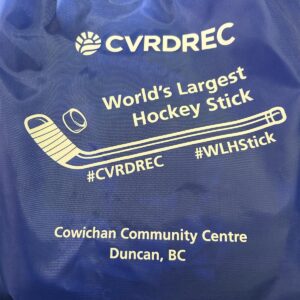 CVRDREC
World's Largest
Hockey Stick
#CVRDREC
#WLHStick
Cowichan Community Centre
Duncan, BC